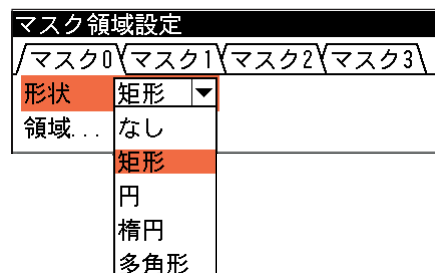 マスク領域設定
マスク0 マスク1 マスク2 マスク3
形状 矩形
領域... なし
矩形
円
楕円
多角形